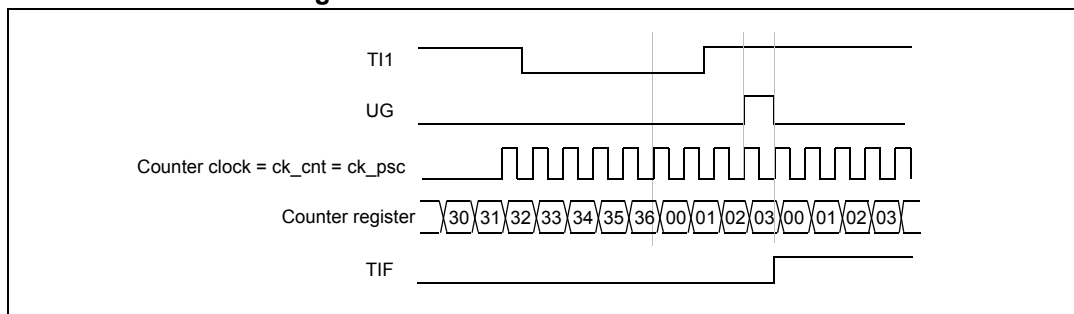 TI1
UG
Counter clock = ck_cnt = ck_psc
Counter register 30 31 32 33 34 35 36 00 01 02 03 00 01 02 03
TIF